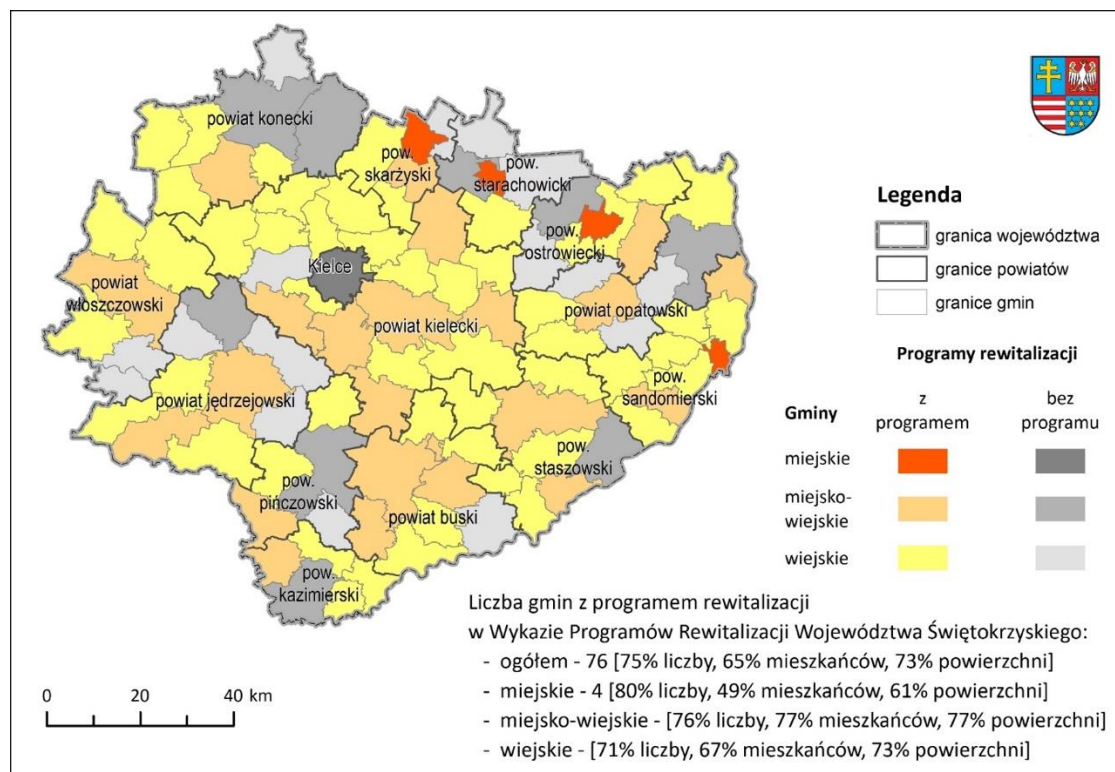 powiat konecki
pow.
skarżyski
pow.
starachowicki
pow.
ostrowiecki
Kielce
powiat
włoszczowski
powiat kielecki
powiat opatowski
powiat jędrzejowski
pow.
sandomierski
pow.
staszowski
pow.
pińczowski
powiat buski
pow.
kazimierski
Legenda
granica województwa
granice powiatów
granice gmin
Programy rewitalizacji
Gminy
z
programem
bez
programu
miejskie
miejsko-
wiejskie
wiejskie
Liczba gmin z programem rewitalizacji
w Wykazie Programów Rewitalizacji Województwa Świętokrzyskiego:
- ogółem - 76 [75% liczby, 65% mieszkańców, 73% powierzchni]
- miejskie - 4 [80% liczby, 49% mieszkańców, 61% powierzchni]
- miejsko-wiejskie - [76% liczby, 77% mieszkańców, 77% powierzchni]
- wiejskie - [71% liczby, 67% mieszkańców, 73% powierzchni]
0 20 40 km